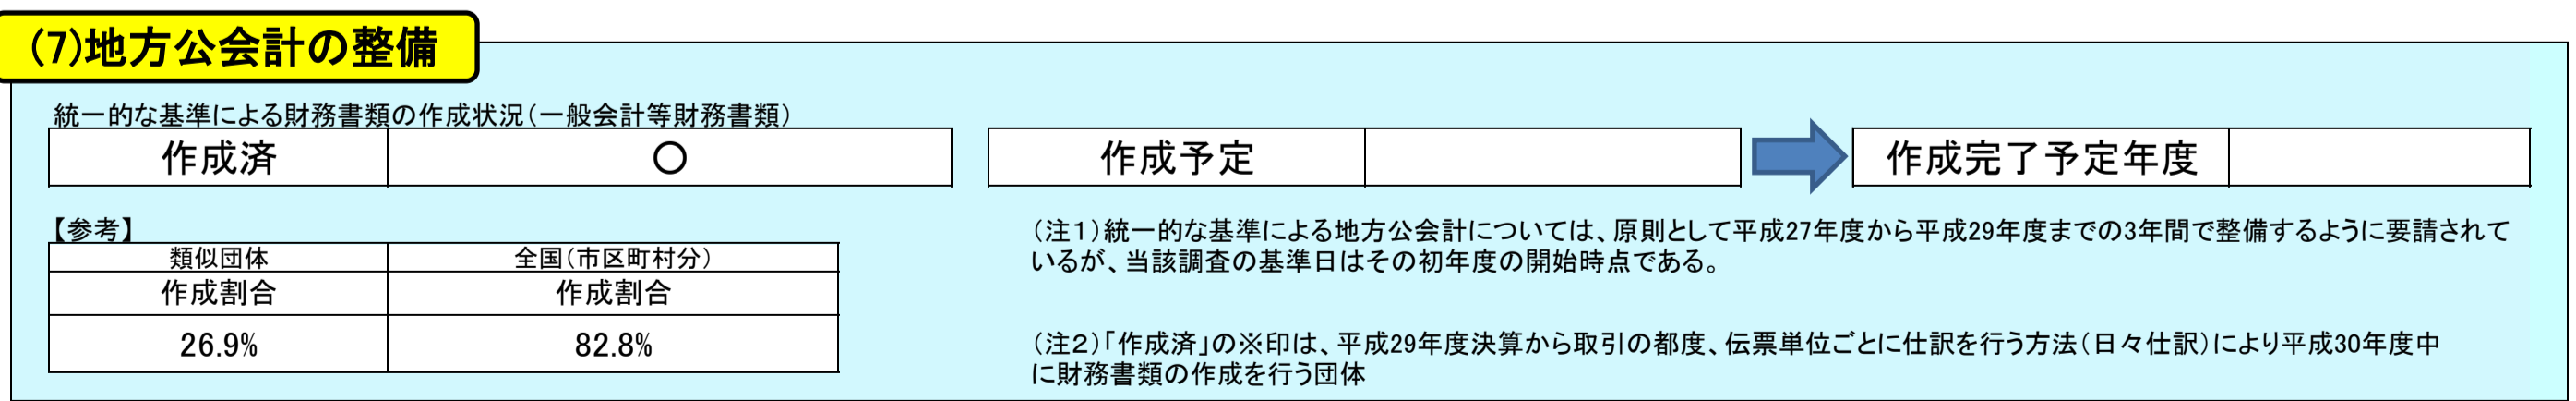 (7)地方公会計の整備
統一的な基準による財務書類の作成状況(一般会計等財務書類)
作成済 ○ 作成予定 作成完了予定年度
【参考】
類似団体 全国(市区町村分)
作成割合 作成割合
26.9% 82.8%
(注1)統一的な基準による地方公会計については、原則として平成27年度から平成29年度までの3年間で整備するように要請されて
いるが、当該調査の基準日はその初年度の開始時点である。
(注2)「作成済」の※印は、平成29年度決算から取引の都度、伝票単位ごとに仕訳を行う方法(日々仕訳)により平成30年度中
に財務書類の作成を行う団体